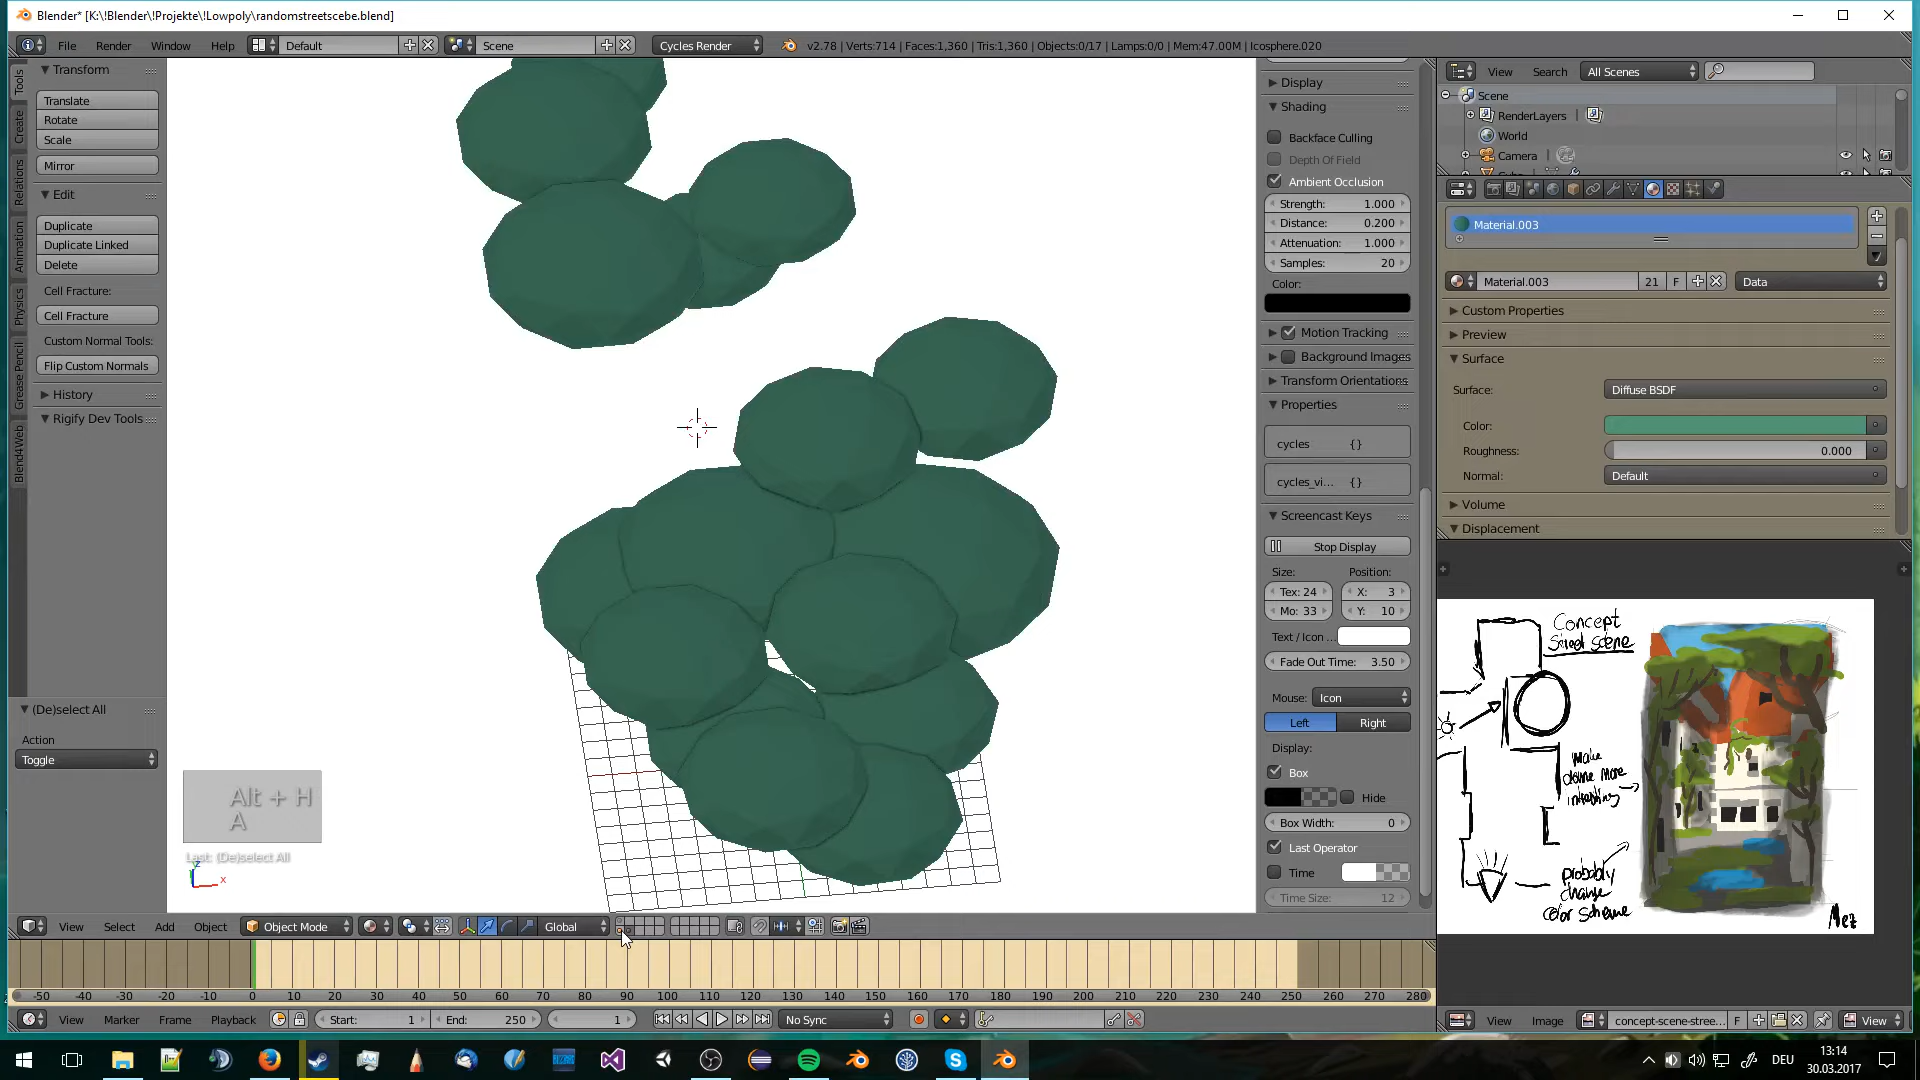 Blender* [K:\!Blender\!Projekte\!Lowpoly\randomstreetscebe.blend]
File Render Window Help Default Scene Cycles Render v2.78 | Verts:714 | Faces:1,360 | Tris:1,360 | Objects:0/17 | Lamps:0/0 | Mem:47.00M | Icosphere.020
Tools
Create
Relations
Animation
Physics
Grease Pencil
Blend4Web
Transform
Translate
Rotate
Scale
Mirror
Edit
Duplicate
Duplicate Linked
Delete
Cell Fracture:
Cell Fracture
Custom Normal Tools:
Flip Custom Normals
History
Rigify Dev Tools
(De)select All
Action
Toggle
Alt + H
A
Last: (De)select All
z
x
Display
Shading
Backface Culling
Depth Of Field
Ambient Occlusion
Strength: 1.000
Distance: 0.200
Attenuation: 1.000
Samples: 20
Color:
Motion Tracking
Background Images
Transform Orientations
Properties
cycles {}
cycles_vi... {}
Screencast Keys
Stop Display
Size: Position:
Tex: 24 X: 3
Mo: 33 Y: 10
Text / Icon ...
Fade Out Time: 3.50
Mouse: Icon
Left Right
Display:
Box
Hide
Box Width: 0
Last Operator
Time
Time Size: 12
View Search All Scenes
Scene
RenderLayers |
World
Camera |
Material.003
Material.003 21 F Data
Custom Properties
Preview
Surface
Surface: Diffuse BSDF
Color:
Roughness: 0.000
Normal: Default
Volume
Displacement
Concept
Street Scene
make
dome more
intresting
probably
change
color scheme
Mez
View Select Add Object Object Mode Global
-50 -40 -30 -20 -10 0 10 20 30 40 50 60 70 80 90 100 110 120 130 140 150 160 170 180 190 200 210 220 230 240 250 260 270 280
View Marker Frame Playback Start: 1 End: 250 1 No Sync
View Image concept-scene-stree... F View
DEU
13:14
30.03.2017